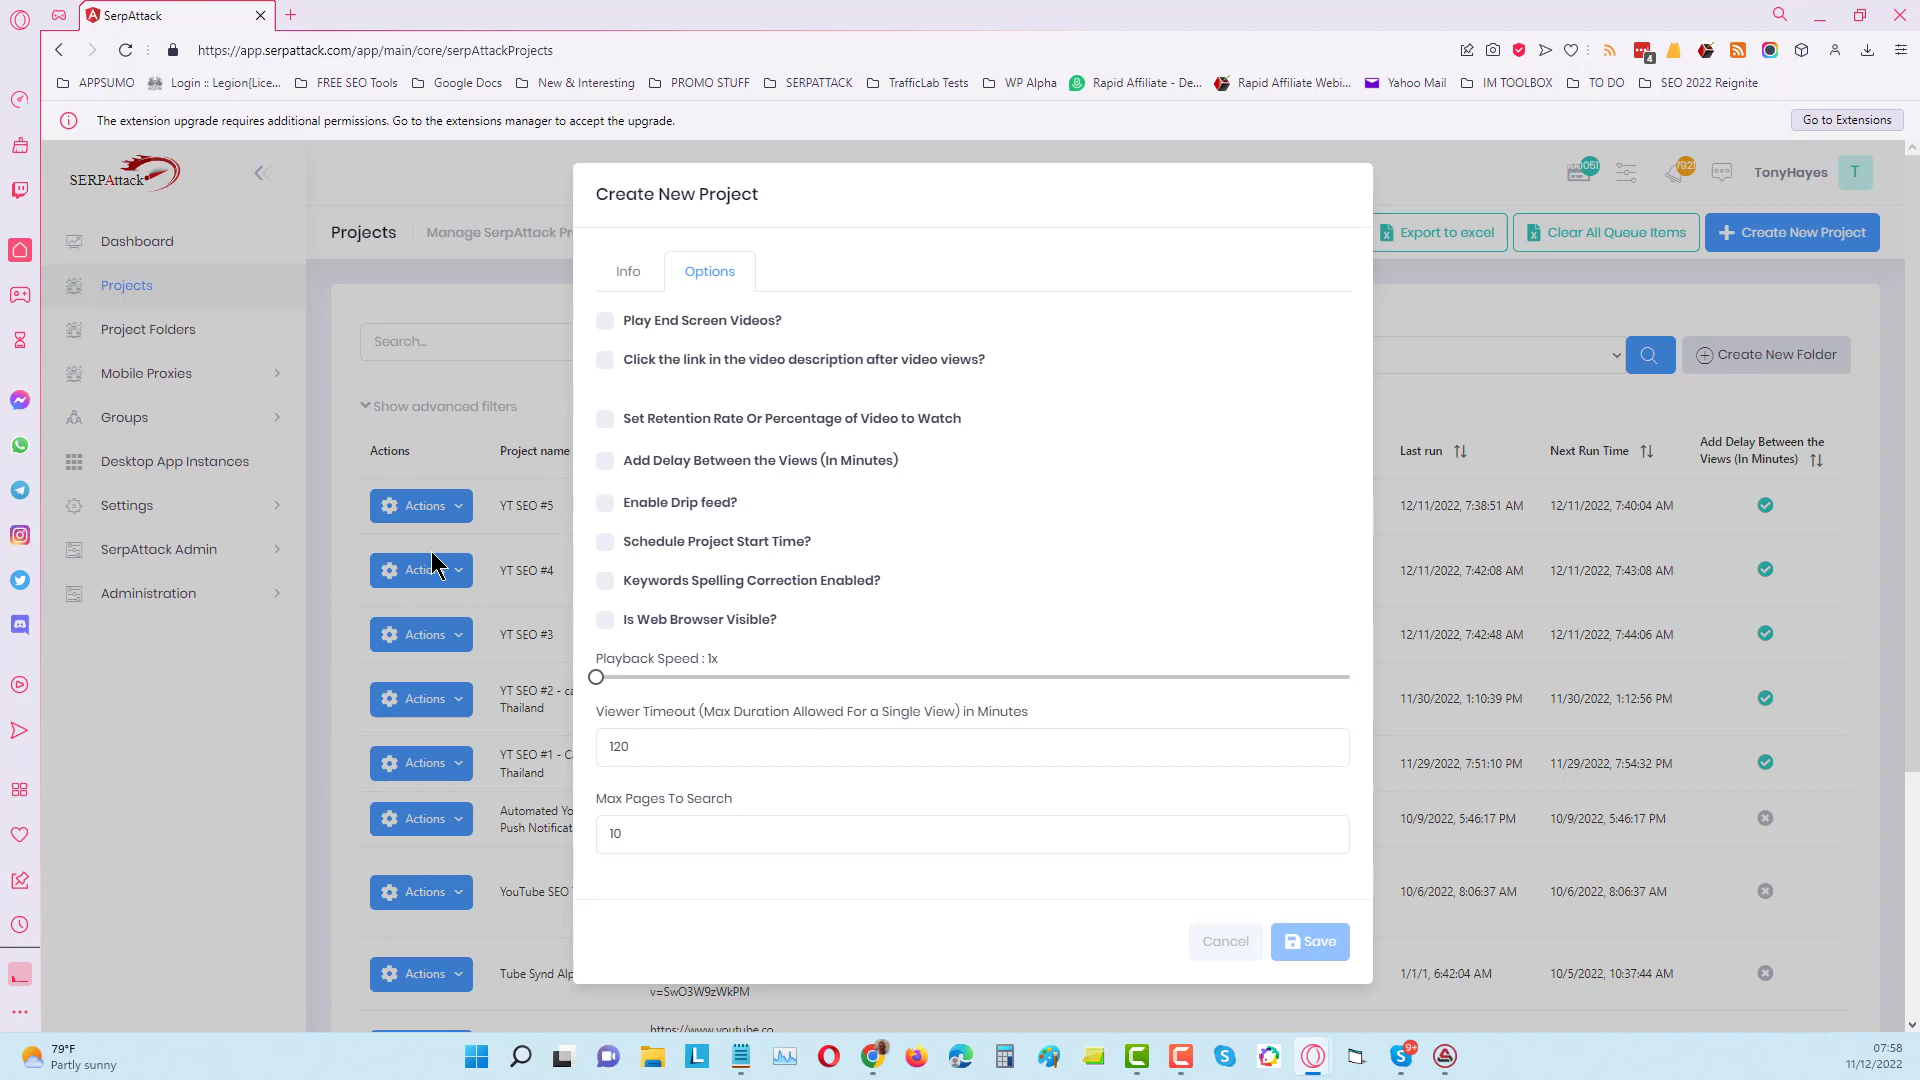 SerpAttack
https://app.serpattack.com/app/main/core/serpAttackProjects
4
APPSUMO
Login :: Legion{Lice...
FREE SEO Tools
Google Docs
New & Interesting
PROMO STUFF
SERPATTACK
TrafficLab Tests
WP Alpha
Rapid Affiliate - De...
Rapid Affiliate Webi...
Yahoo Mail
IM TOOLBOX
TO DO
SEO 2022 Reignite
The extension upgrade requires additional permissions. Go to the extensions manager to accept the upgrade.
Go to Extensions
SERPAttack
TonyHayes
T
Dashboard
Projects
Project Folders
Mobile Proxies
Groups
Desktop App Instances
Settings
SerpAttack Admin
Administration
Projects
Manage SerpAttack Pr
Export to excel
Clear All Queue Items
Create New Project
Search...
Create New Folder
Show advanced filters
Actions
Project name
Last run
Next Run Time
Add Delay Between the
Views (In Minutes)
Actions
YT SEO #5
12/11/2022, 7:38:51 AM
12/11/2022, 7:40:04 AM
YT SEO #4
12/11/2022, 7:42:08 AM
12/11/2022, 7:43:08 AM
Actions
YT SEO #3
12/11/2022, 7:42:48 AM
12/11/2022, 7:44:06 AM
Actions
YT SEO #2 - ca
Thailand
11/30/2022, 1:10:39 PM
11/30/2022, 1:12:56 PM
Actions
YT SEO #1 - Ca
Thailand
11/29/2022, 7:51:10 PM
11/29/2022, 7:54:32 PM
Actions
Automated Yo
Push Notificat
10/9/2022, 5:46:17 PM
10/9/2022, 5:46:17 PM
Actions
YouTube SEO
10/6/2022, 8:06:37 AM
10/6/2022, 8:06:37 AM
Actions
Tube Synd Alp
v=SwO3W9zWkPM
1/1/1, 6:42:04 AM
10/5/2022, 10:37:44 AM
https://www.youtube.co
Create New Project
Info
Options
Play End Screen Videos?
Click the link in the video description after video views?
Set Retention Rate Or Percentage of Video to Watch
Add Delay Between the Views (In Minutes)
Enable Drip feed?
Schedule Project Start Time?
Keywords Spelling Correction Enabled?
Is Web Browser Visible?
Playback Speed : 1x
Viewer Timeout (Max Duration Allowed For a Single View) in Minutes
120
Max Pages To Search
10
Cancel
Save
79°F
Partly sunny
9+
07:58
11/12/2022